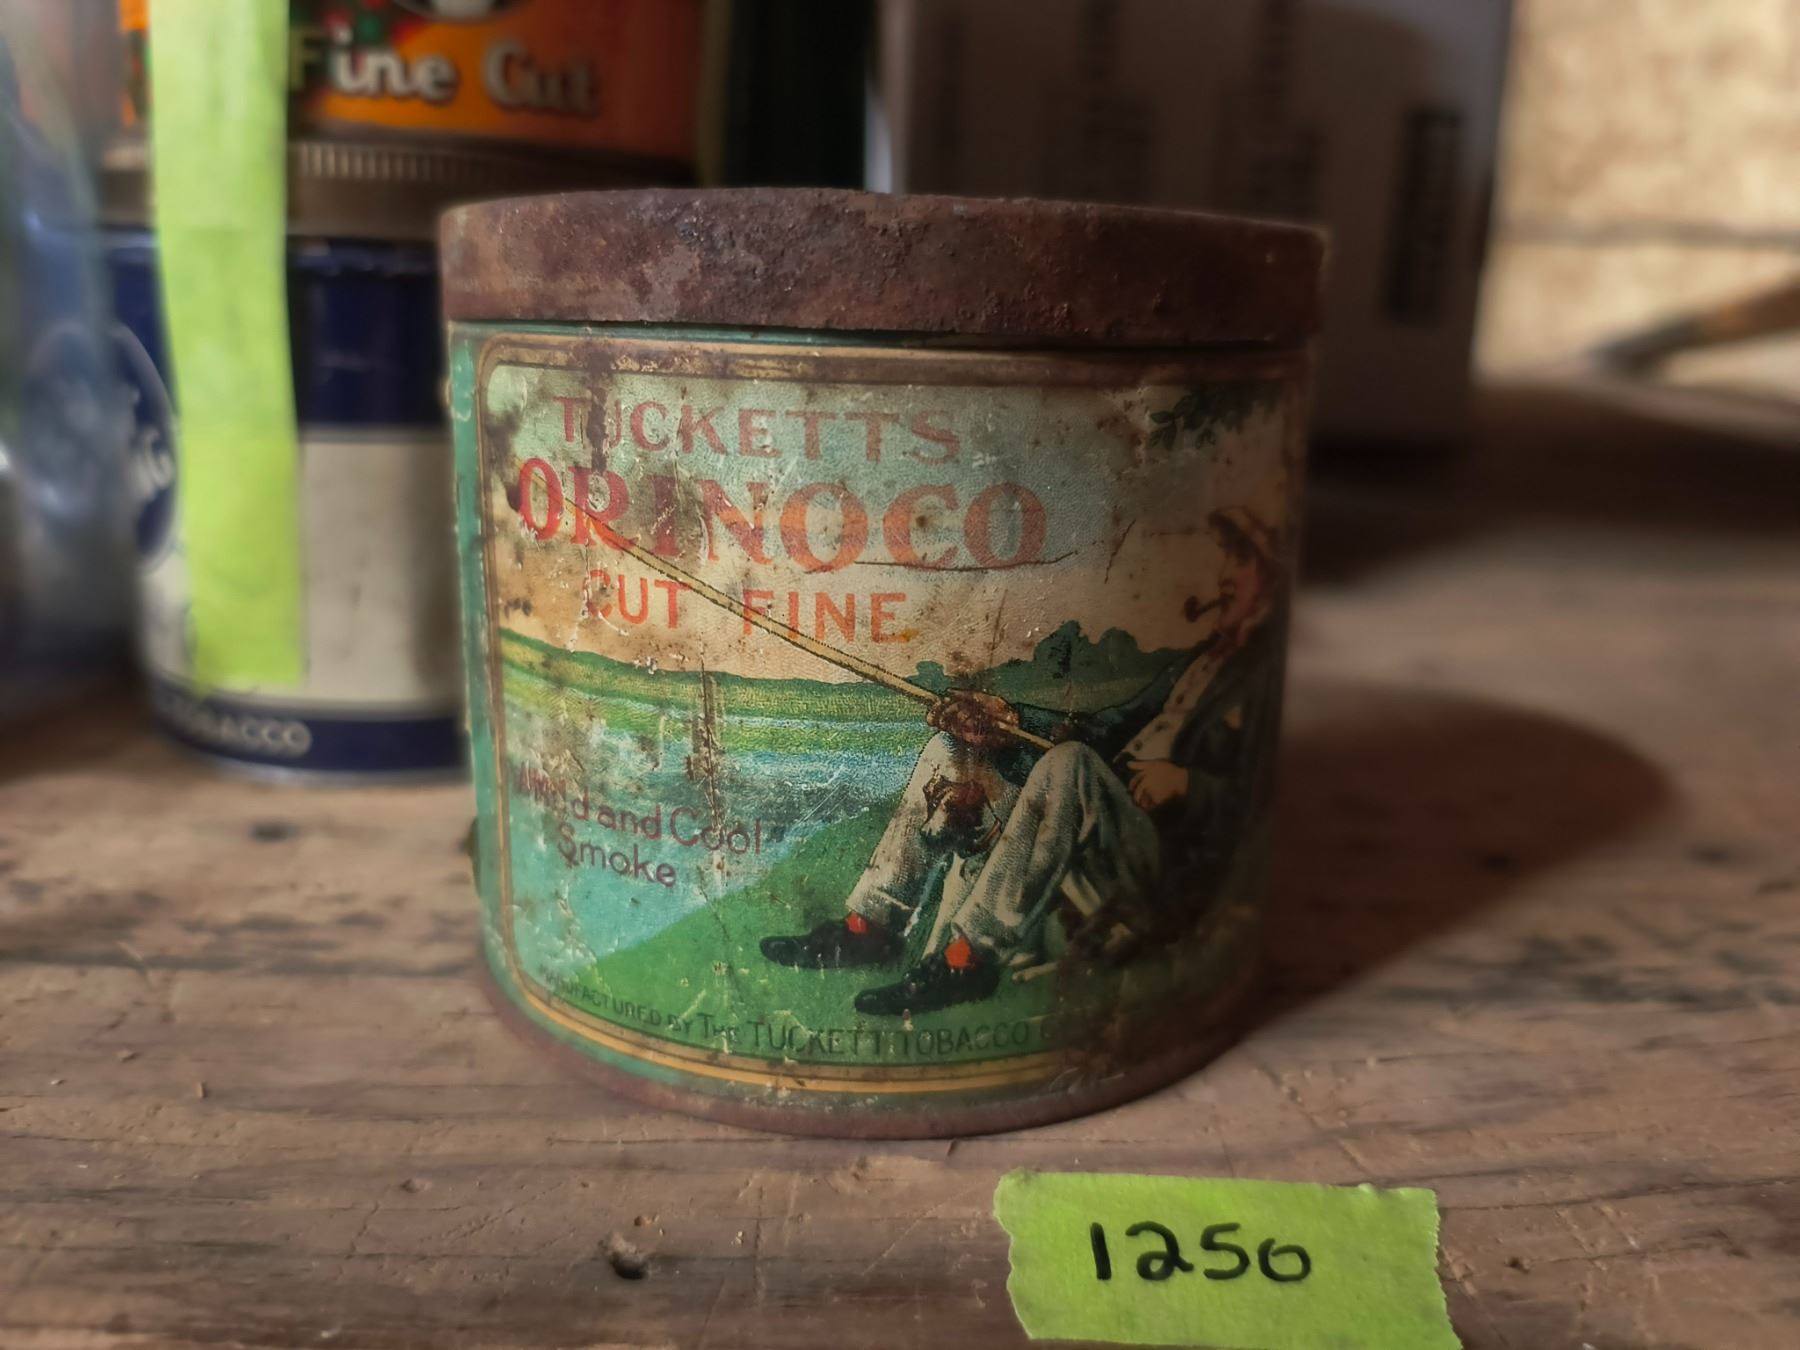 Fine Cut
TUCKETTS
ORINOCO
CUT FINE
and Cool
Smoke
MANUFACTURED BY THE TUCKETT TOBACCO
TOBACCO
1250